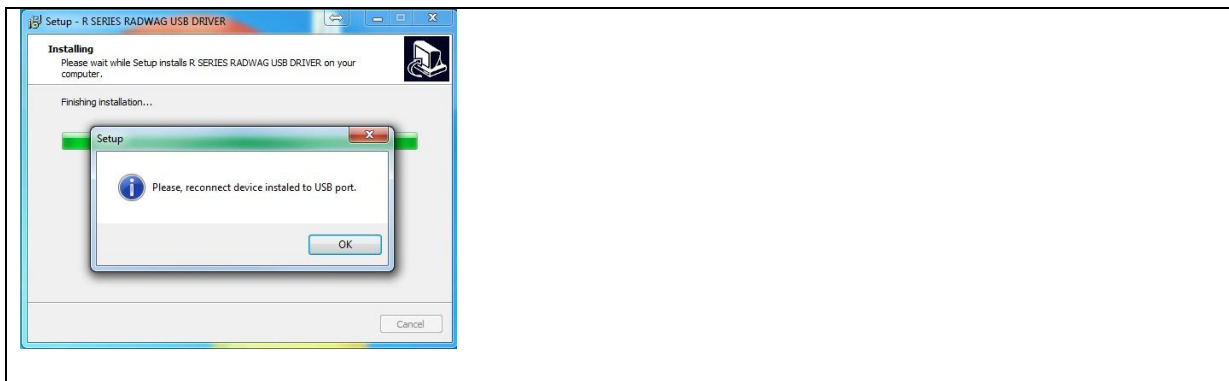 Setup - R SERIES RADWAG USB DRIVER
Installing
Please wait while Setup installs R SERIES RADWAG USB DRIVER on your
computer.
Finishing installation...
Setup
Please, reconnect device instaled to USB port.
OK
Cancel